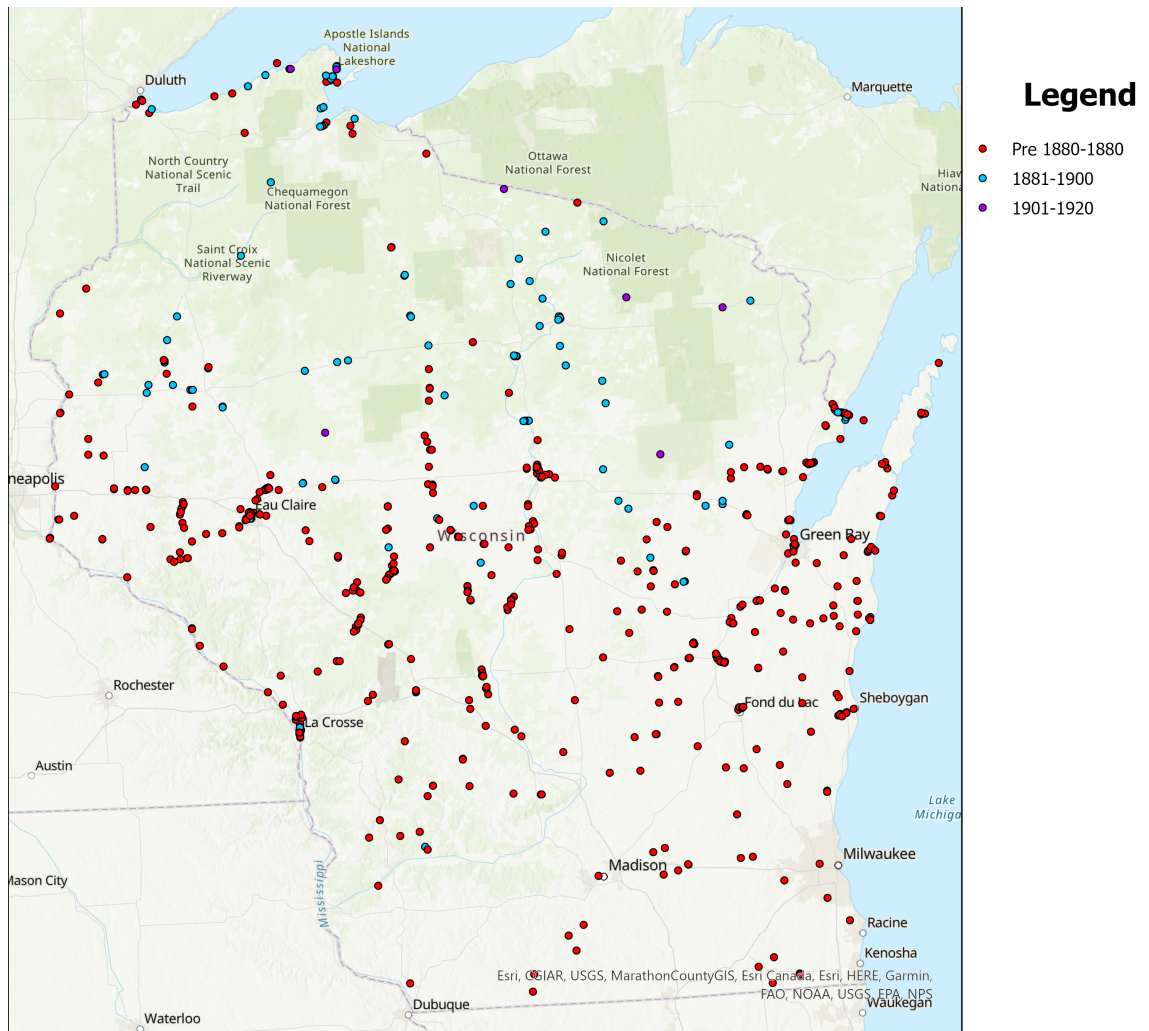 Apostle Islands
National
Lakeshore
Duluth
Marquette
Legend
Pre 1880-1880
1881-1900
1901-1920
North Country
National Scenic
Trail
Ottawa
National Forest
Hiaw
Nationa
Chequamegon
National Forest
Saint Croix
National Scenic
Riverway
Nicolet
National Forest
neapolis
Eau Claire
Wisconsin
Green Bay
Rochester
La Crosse
Fond du Lac
Sheboygan
Austin
Lake
Michiga
Mason City
Mississippi
Madison
Milwaukee
Racine
Kenosha
Esri, CGIAR, USGS, MarathonCountyGIS, Esri Canada, Esri, HERE, Garmin,
FAO, NOAA, USGS, EPA, NPS
Dubuque
Waukegan
Waterloo